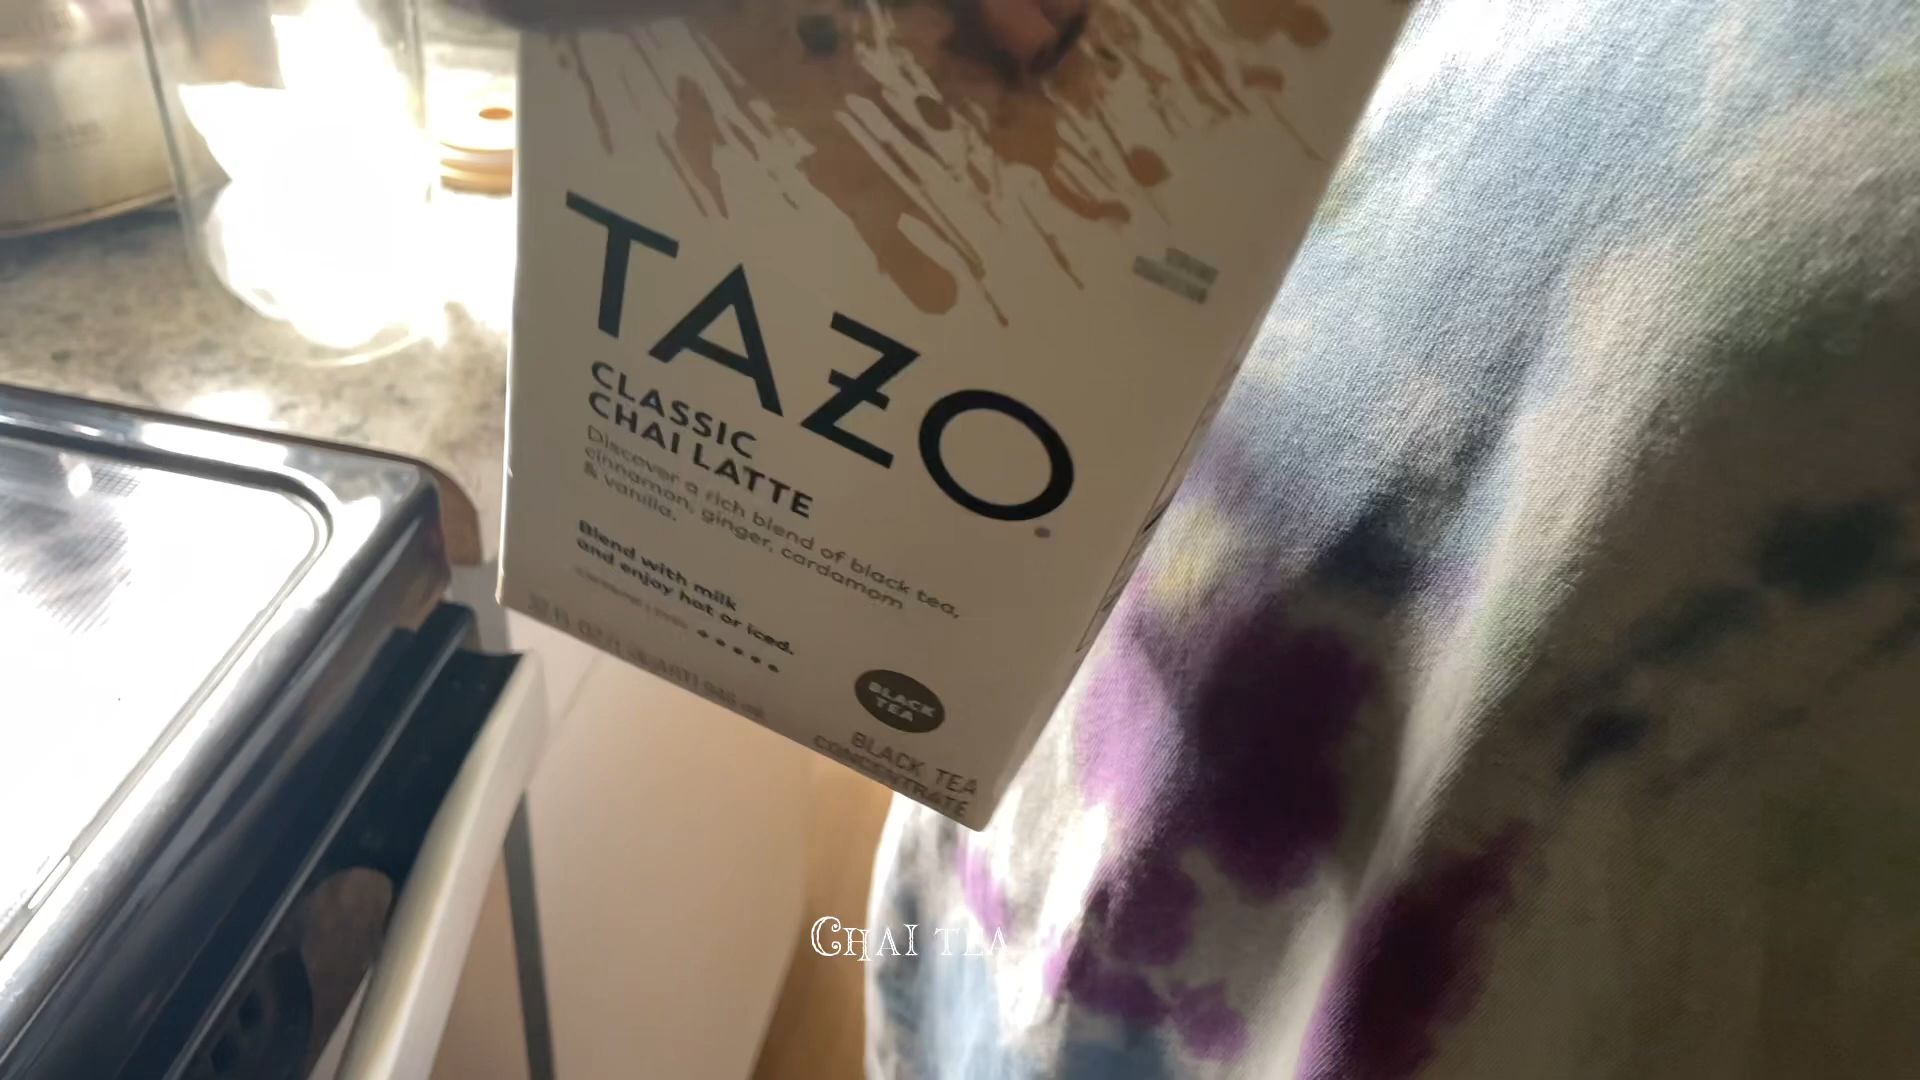 TAZO
CLASSIC
CHAI LATTE
Discover a rich blend of black tea,
cinnamon, ginger, cardamom
& vanilla.
Blend with milk
and enjoy hot or iced.
BLACK
TEA
BLACK TEA
CONCENTRATE
CHAI TEA